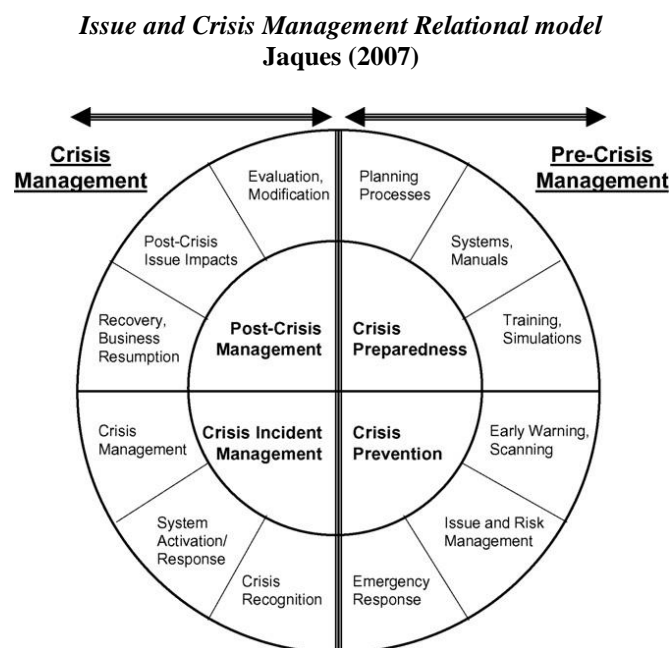 Issue and Crisis Management Relational model
Jaques (2007)
Crisis
Management
Pre-Crisis
Management
Evaluation,
Modification
Planning
Processes
Post-Crisis
Issue Impacts
Systems,
Manuals
Recovery,
Business
Resumption
Post-Crisis
Management
Crisis
Preparedness
Training,
Simulations
Crisis
Management
Crisis Incident
Management
Crisis
Prevention
Early Warning,
Scanning
System
Activation/
Response
Issue and Risk
Management
Crisis
Recognition
Emergency
Response